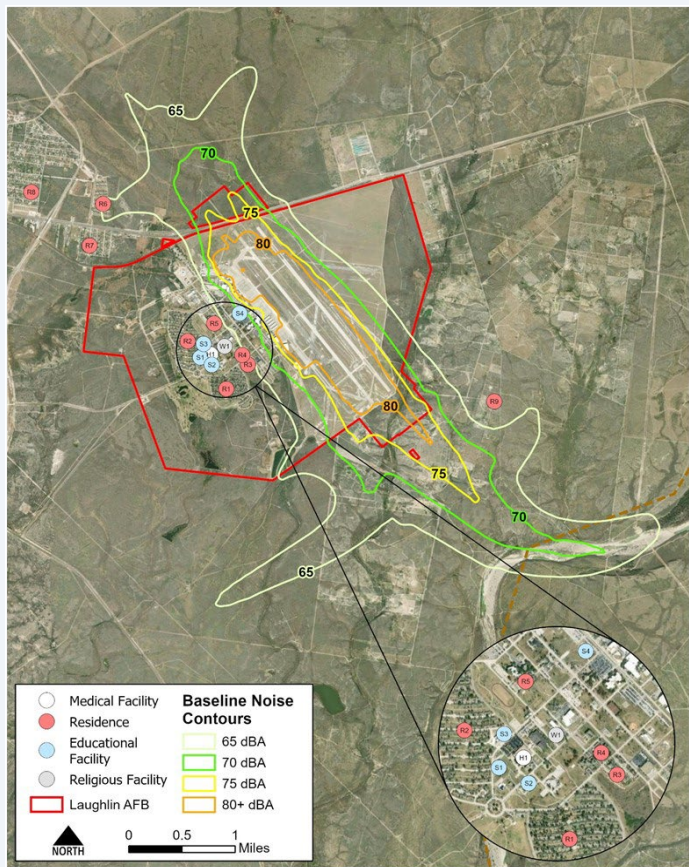 65
70
R8
R6
75
R7
80
S4
R5
R2
S3
W1
H1
R4
S1
S2
R3
R1
80
R9
75
70
65
S4
R5
R2
S3
W1
R4
H1
S1
R3
S2
R1
Medical Facility
Residence
Educational
Facility
Religious Facility
Laughlin AFB
Baseline Noise
Contours
65 dBA
70 dBA
75 dBA
80+ dBA
NORTH
0 0.5 1
Miles